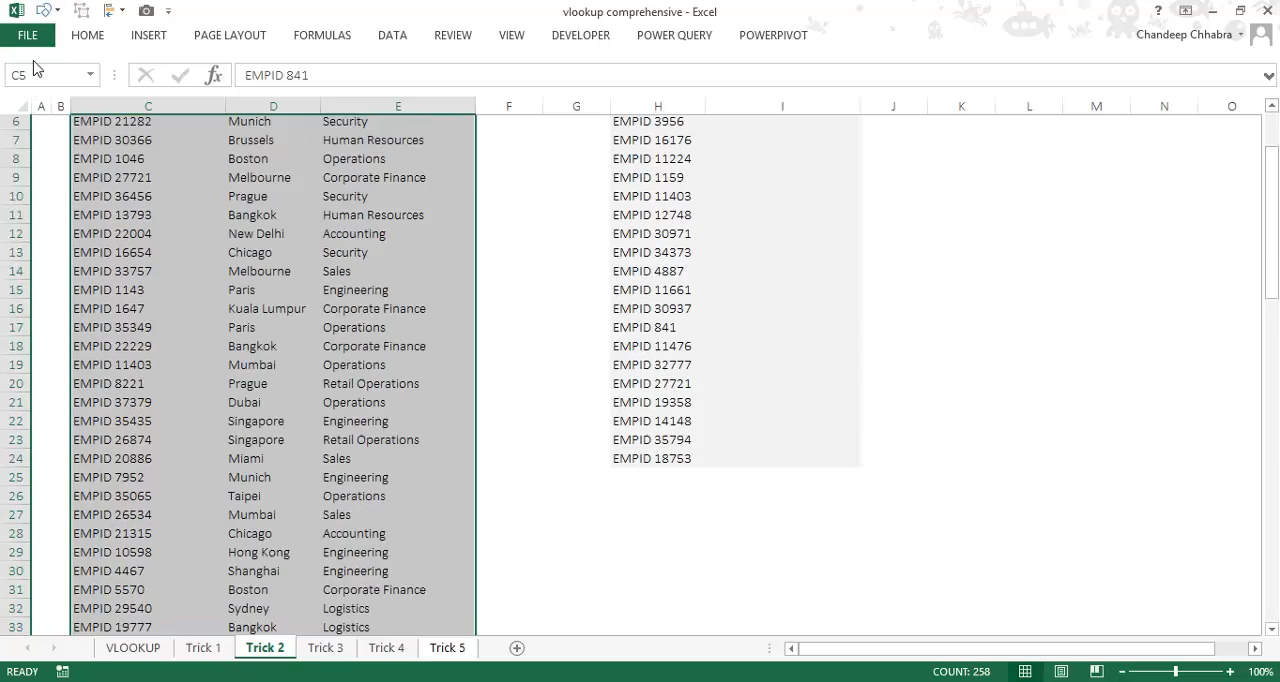 vlookup comprehensive - Excel
?
FILE HOME INSERT PAGE LAYOUT FORMULAS DATA REVIEW VIEW DEVELOPER POWER QUERY POWERPIVOT Chandeep Chhabra
C5 fx EMPID 841
A B C D E F G H I J K L M N O
6 EMPID 21282 Munich Security EMPID 3956
7 EMPID 30366 Brussels Human Resources EMPID 16176
8 EMPID 1046 Boston Operations EMPID 11224
9 EMPID 27721 Melbourne Corporate Finance EMPID 1159
10 EMPID 36456 Prague Security EMPID 11403
11 EMPID 13793 Bangkok Human Resources EMPID 12748
12 EMPID 22004 New Delhi Accounting EMPID 30971
13 EMPID 16654 Chicago Security EMPID 34373
14 EMPID 33757 Melbourne Sales EMPID 4887
15 EMPID 1143 Paris Engineering EMPID 11661
16 EMPID 1647 Kuala Lumpur Corporate Finance EMPID 30937
17 EMPID 35349 Paris Operations EMPID 841
18 EMPID 22229 Bangkok Corporate Finance EMPID 11476
19 EMPID 11403 Mumbai Operations EMPID 32777
20 EMPID 8221 Prague Retail Operations EMPID 27721
21 EMPID 37379 Dubai Operations EMPID 19358
22 EMPID 35435 Singapore Engineering EMPID 14148
23 EMPID 26874 Singapore Retail Operations EMPID 35794
24 EMPID 20886 Miami Sales EMPID 18753
25 EMPID 7952 Munich Engineering
26 EMPID 35065 Taipei Operations
27 EMPID 26534 Mumbai Sales
28 EMPID 21315 Chicago Accounting
29 EMPID 10598 Hong Kong Engineering
30 EMPID 4467 Shanghai Engineering
31 EMPID 5570 Boston Corporate Finance
32 EMPID 29540 Sydney Logistics
33 EMPID 19777 Bangkok Logistics
VLOOKUP Trick 1 Trick 2 Trick 3 Trick 4 Trick 5
READY COUNT: 258 100%